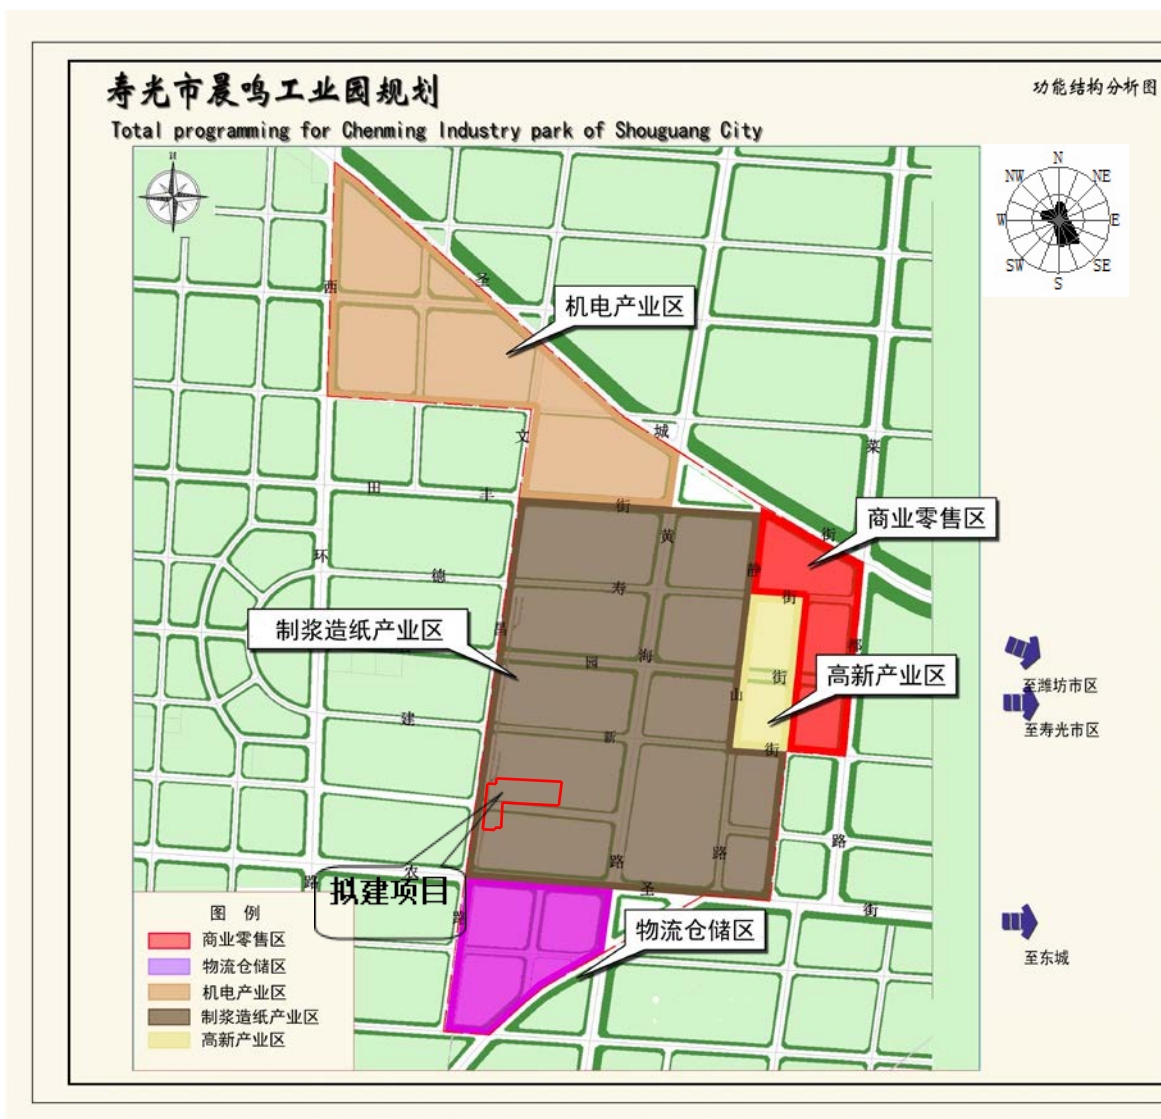 寿光市晨鸣工业园规划
功能结构分析图
Total programming for Chenming Industry park of Shouguang City
N
N
NW
NE
W
E
SW
SE
S
西
圣
机电产业区
文
城
莱
田
丰
街
商业零售区
黄
街
环
德
静
寿
街
制浆造纸产业区
昌
园
海
都
街
高新产业区
至潍坊市区
山
建
新
街
至寿光市区
路
路
路
农
路
圣
拟建项目
街
路
物流仓储区
至东城
图 例
商业零售区
物流仓储区
机电产业区
制浆造纸产业区
高新产业区